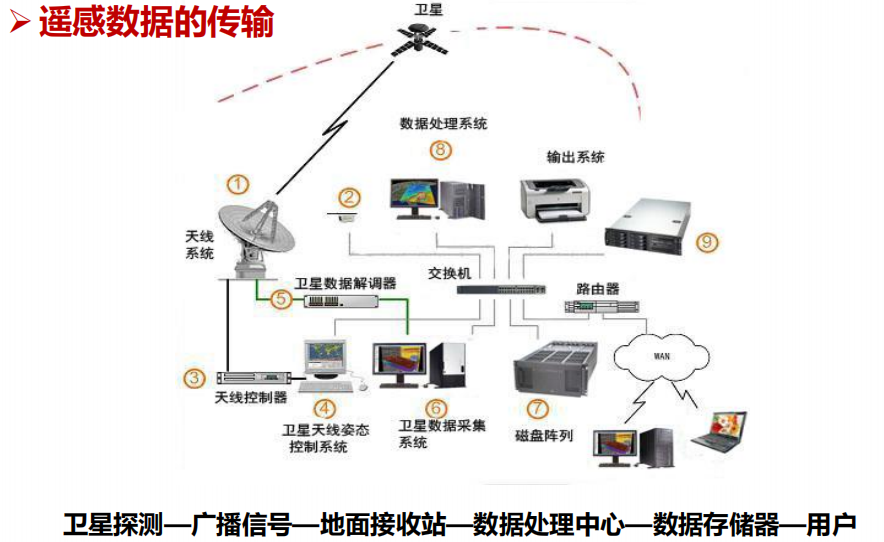 ➢ 遥感数据的传输
卫星
数据处理系统
⑧
输出系统
①
②
⑨
天线
系统
交换机
卫星数据解调器
⑤
路由器
WAN
③
天线控制器
④
⑥
⑦
卫星天线姿态
控制系统
卫星数据采集
系统
磁盘阵列
卫星探测—广播信号—地面接收站—数据处理中心—数据存储器—用户